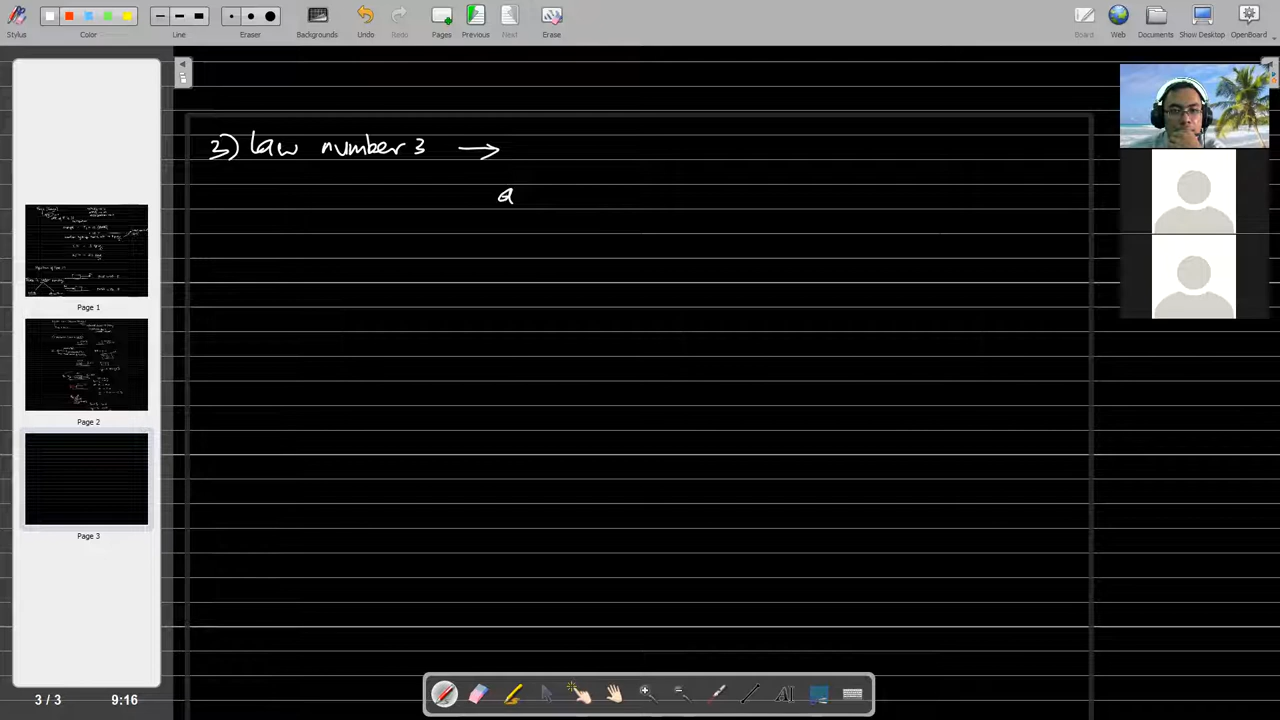 Stylus
Color
Line
Eraser
Backgrounds
Undo
Redo
Pages
Previous
Next
Erase
Board
Web
Documents
Show Desktop
OpenBoard
3) law number 3 →
a
Page 1
Page 2
Page 3
3 / 3
9:16
AI